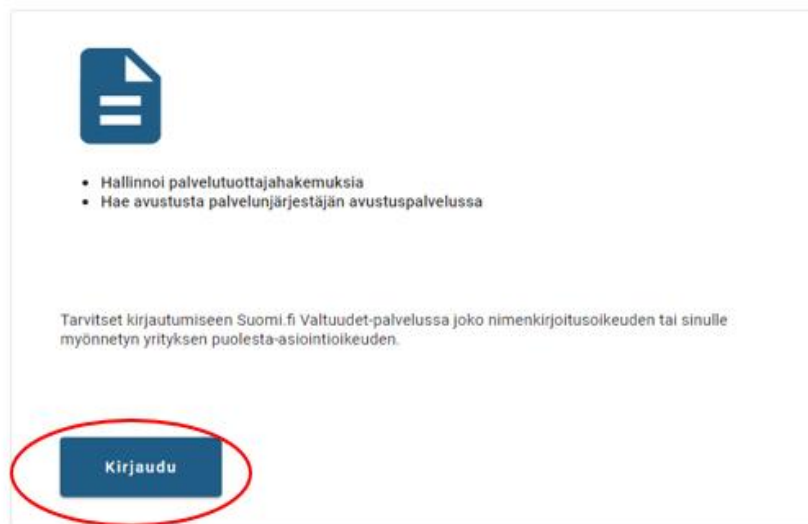 • Hallinnoi palvelutuottajahakemuksia
• Hae avustusta palvelunjärjestäjän avustuspalvelussa
Tarvitset kirjautumiseen Suomi.fi Valtuudet-palvelussa joko nimenkirjoitusoikeuden tai sinulle
myönnetyn yrityksen puolesta-asiointioikeuden.
Kirjaudu